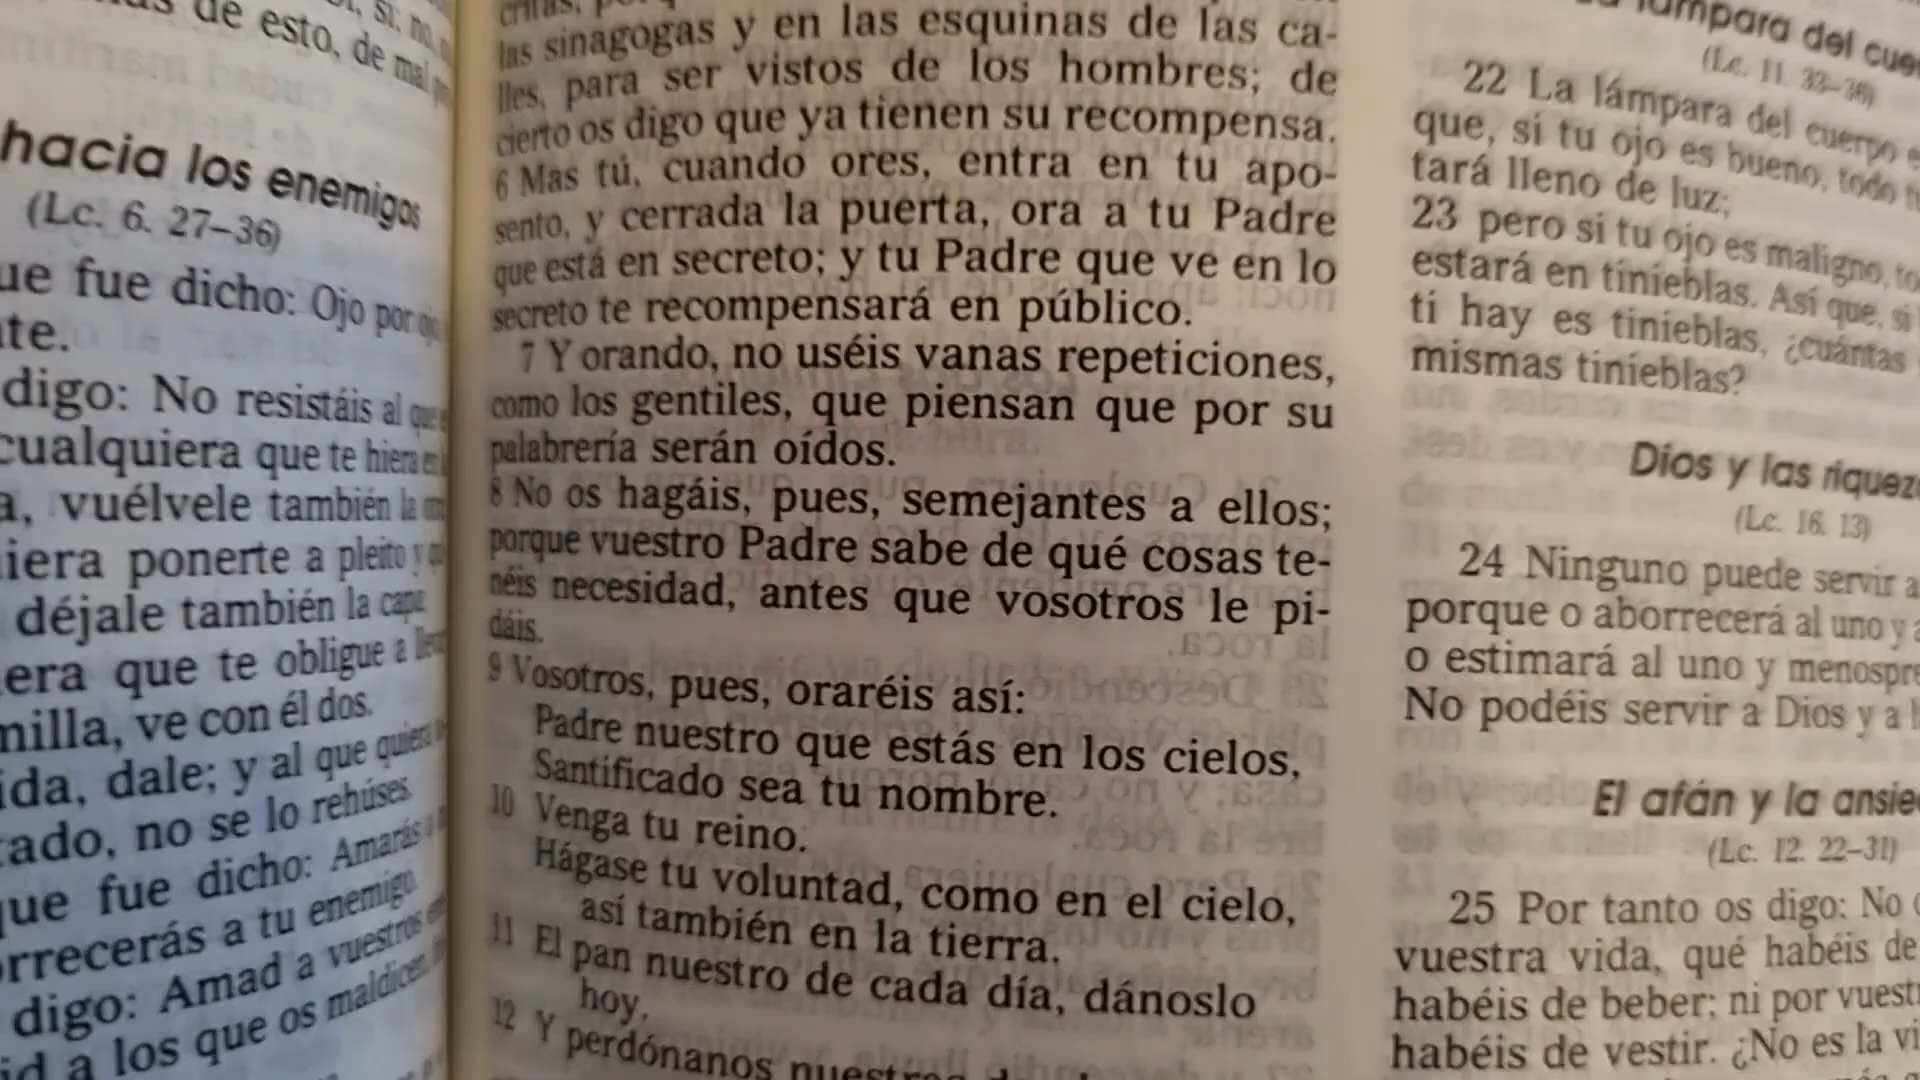 de esto, de mal
hacia los enemigos
(Lc. 6. 27–36)
que fue dicho: Ojo por
te.
digo: No resistáis al que
cualquiera que te hiera en
a, vuélvele también la
iera ponerte a pleito y
déjale también la capa
era que te obligue a
milla, ve con él dos.
ida, dale; y al que quiera
tado, no se lo rehúses.
que fue dicho: Amarás a
orrecerás a tu enemigo.
digo: Amad a vuestros
id a los que os maldicen,
las sinagogas y en las esquinas de las ca-
lles, para ser vistos de los hombres; de
cierto os digo que ya tienen su recompensa.
6 Mas tú, cuando ores, entra en tu apo-
sento, y cerrada la puerta, ora a tu Padre
que está en secreto; y tu Padre que ve en lo
secreto te recompensará en público.
7 Y orando, no uséis vanas repeticiones,
como los gentiles, que piensan que por su
palabrería serán oídos.
8 No os hagáis, pues, semejantes a ellos;
porque vuestro Padre sabe de qué cosas te-
néis necesidad, antes que vosotros le pi-
dáis.
9 Vosotros, pues, oraréis así:
Padre nuestro que estás en los cielos,
Santificado sea tu nombre.
10 Venga tu reino.
Hágase tu voluntad, como en el cielo,
así también en la tierra.
11 El pan nuestro de cada día, dánoslo
hoy.
12 Y perdónanos nuestras
lámpara del cue
(Lc. 11. 33–36)
22 La lámpara del cuerpo e
que, si tu ojo es bueno, todo
tará lleno de luz;
23 pero si tu ojo es maligno, to
estará en tinieblas. Así que, si
ti hay es tinieblas, ¿cuántas
mismas tinieblas?
Dios y las riquez
(Lc. 16. 13)
24 Ninguno puede servir a
porque o aborrecerá al uno y a
o estimará al uno y menospre
No podéis servir a Dios y a l
El afán y la ansie
(Lc. 12. 22–31)
25 Por tanto os digo: No
vuestra vida, qué habéis de
habéis de beber; ni por vuest
habéis de vestir. ¿No es la vi